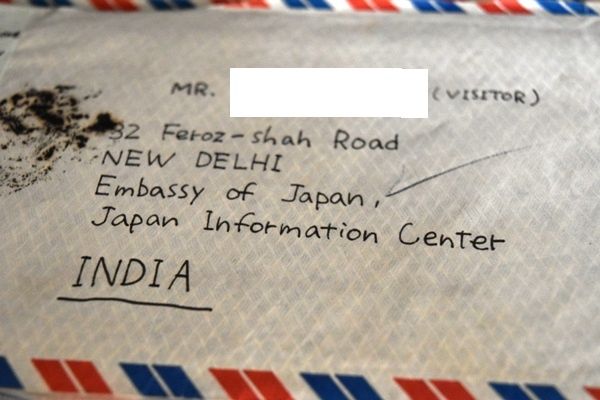 MR. (VISITOR)
32 Feroz-shah Road
NEW DELHI
Embassy of Japan,
Japan Information Center
INDIA